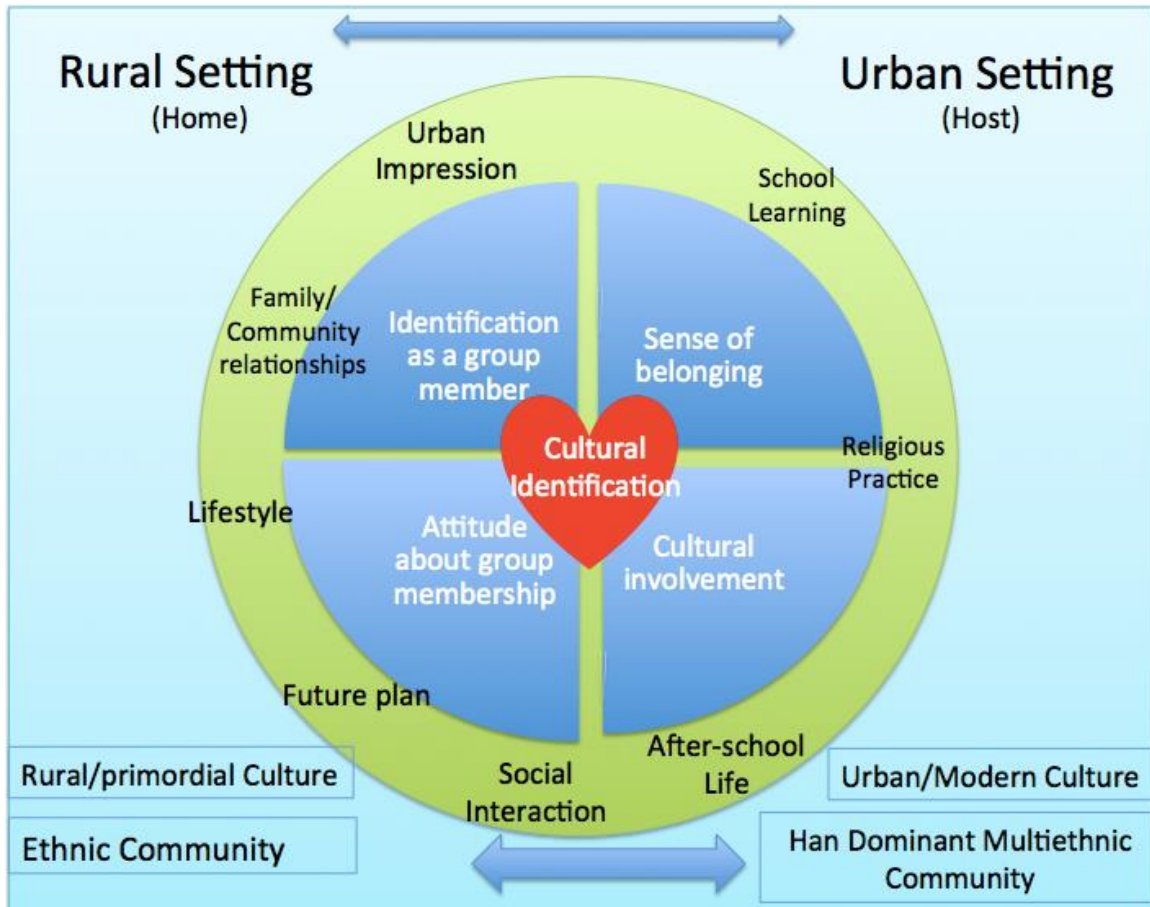 Rural Setting
(Home)
Urban Setting
(Host)
Urban
Impression
School
Learning
Family/
Community
relationships
Identification
as a group
member
Sense of
belonging
Cultural
Identification
Religious
Practice
Lifestyle
Attitude
about group
membership
Cultural
involvement
Future plan
After-school
Life
Social
Interaction
Rural/primordial Culture
Urban/Modern Culture
Ethnic Community
Han Dominant Multiethnic
Community